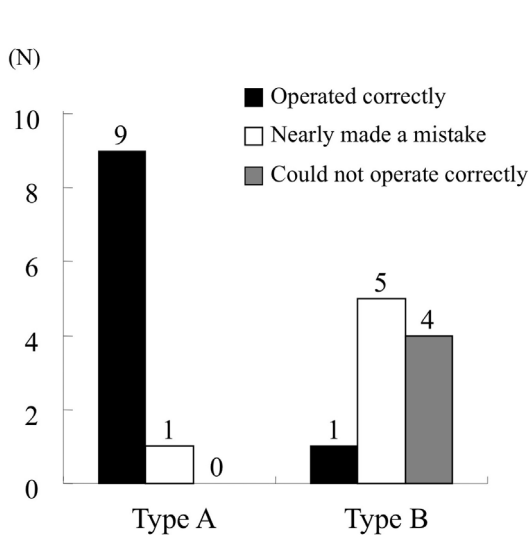 (N)
Operated correctly
Nearly made a mistake
Could not operate correctly
10
8
6
4
2
0
9
1
0
1
5
4
Type A
Type B